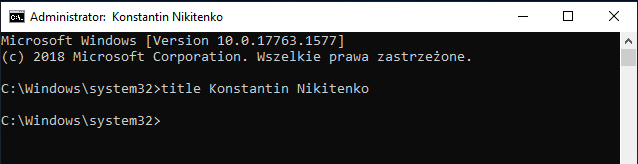 Administrator: Konstantin Nikitenko
Microsoft Windows [Version 10.0.17763.1577]
(c) 2018 Microsoft Corporation. Wszelkie prawa zastrzeżone.
C:\Windows\system32>title Konstantin Nikitenko
C:\Windows\system32>